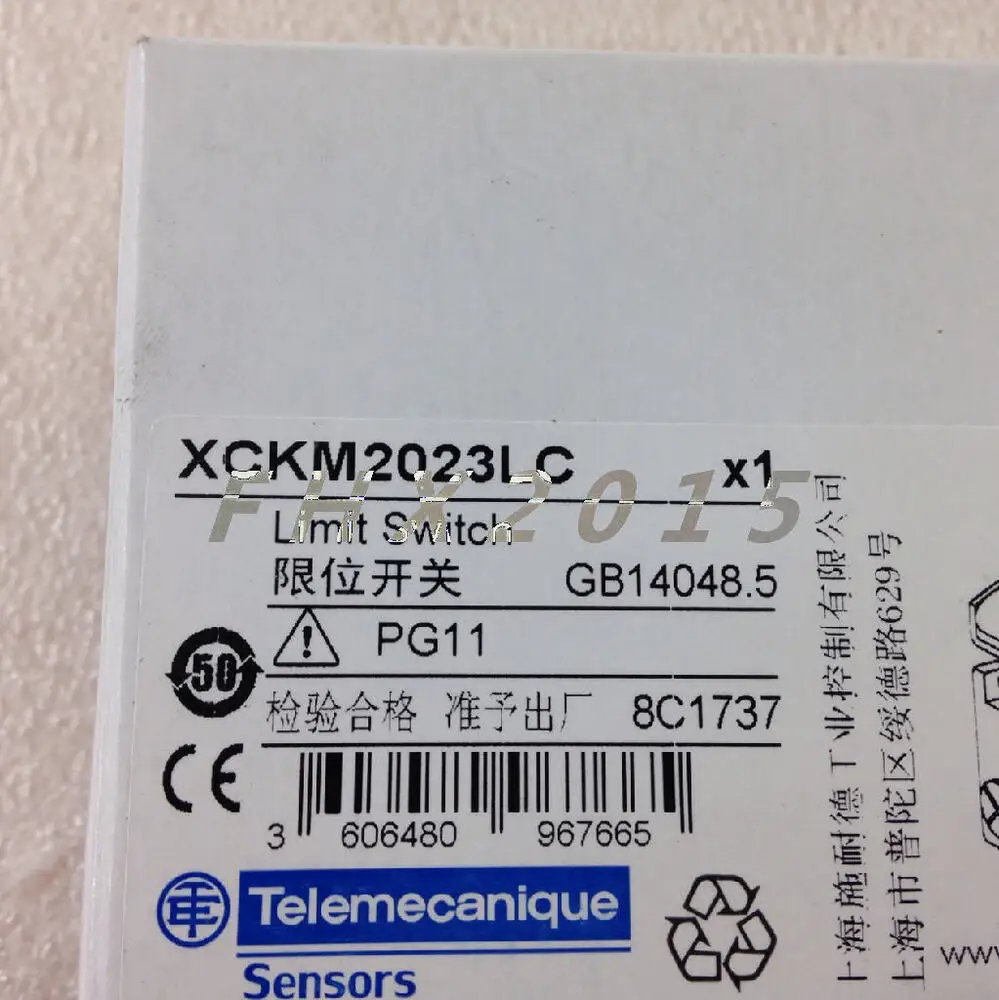 XCKM2023LC x1
FHX2015
Limit Switch
限位开关 GB14048.5
PG11
50
检验合格 准予出厂 8C1737
CE
3 606480 967665
Telemecanique
Sensors
上海施耐德工业控制有限公司
上海市普陀区绥德路629号